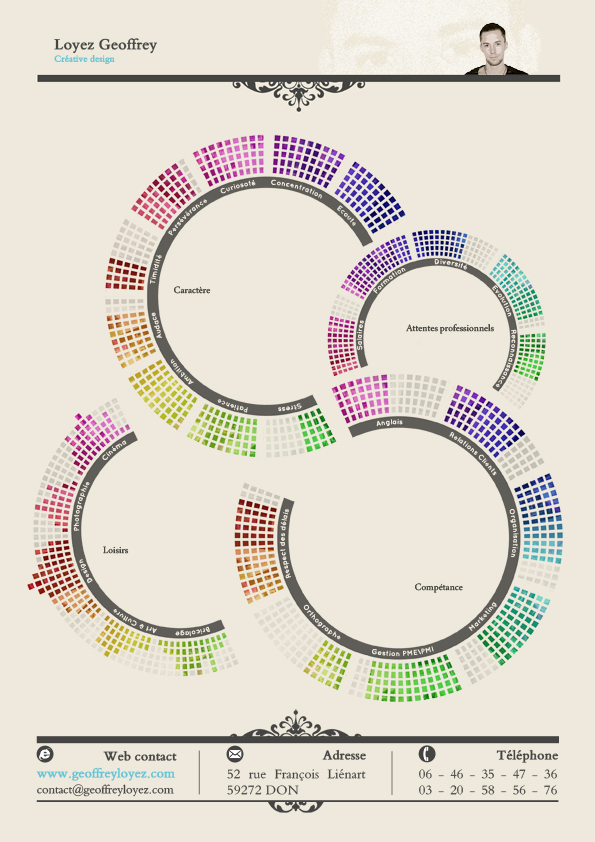 Loyez Geoffrey
Créative design
Caractère
Stress
Patience
Ambition
Audace
Timidité
Persévérance
Curiosoté
Concentration
Ecoute
Attentes professionnels
Salaires
Formation
Diversité
Evolution
Reconnaissance
Loisirs
Cinéma
Photographie
Design
Art & Culture
Bricolage
Compétance
Anglais
Relations Clients
Organisation
Marketing
Gestion PME\PMI
Orthographe
Respect des délais
Web contact
www.geoffreyloyez.com
contact@geoffreyloyez.com
Adresse
52 rue François Liénart
59272 DON
Téléphone
06 - 46 - 35 - 47 - 36
03 - 20 - 58 - 56 - 76